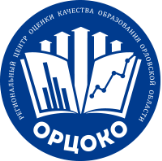 РЕГИОНАЛЬНЫЙ ЦЕНТР ОЦЕНКИ КАЧЕСТВА ОБРАЗОВАНИЯ ОРЛОВСКОЙ ОБЛАСТИ
ОРЦОКО